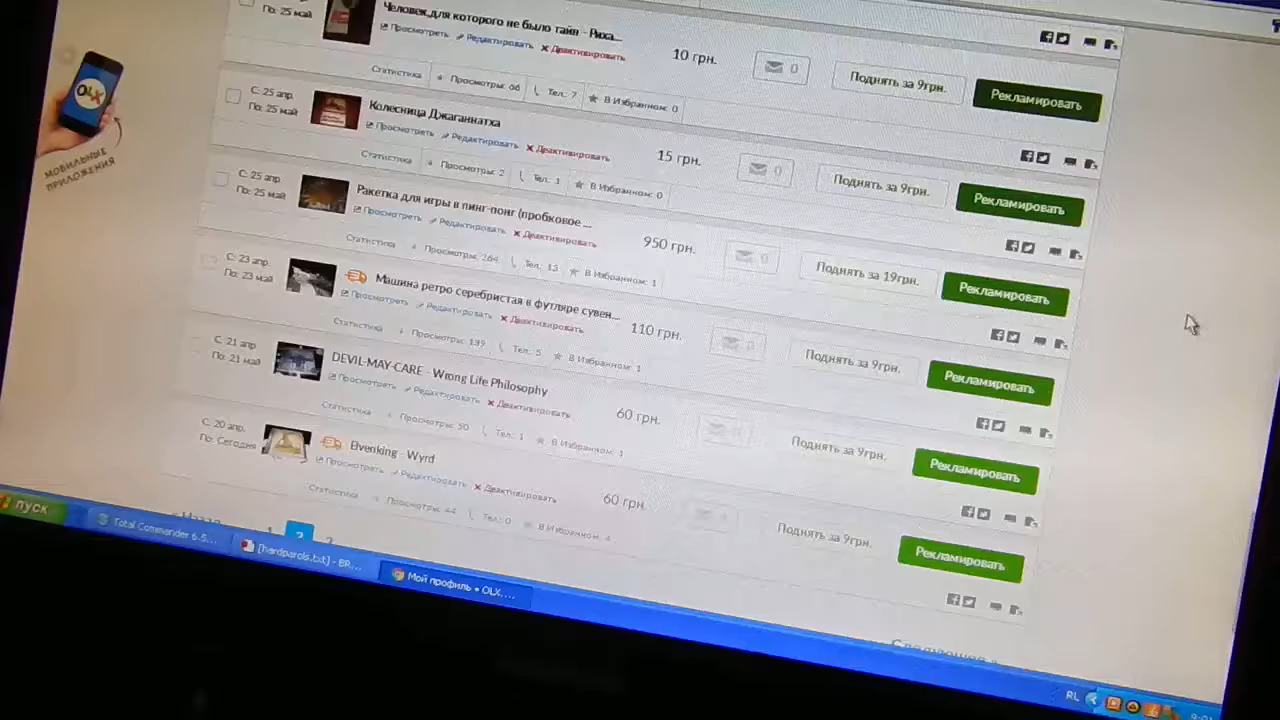 По: 25 май
Человек,для которого не было тайн - Риха...
Просмотреть Редактировать Деактивировать
10 грн.
0
Поднять за 9грн.
Рекламировать
Статистика
Тел.: 7
В Избранном: 0
OLX
МОБИЛЬНЫЕ
ПРИЛОЖЕНИЯ
С: 25 апр.
По: 25 май
Колесница Джаганнатха
Просмотреть Редактировать Деактивировать
15 грн.
0
Поднять за 9грн.
Рекламировать
Статистика
Просмотры: 2
Тел.: 1
В Избранном: 0
С: 25 апр.
По: 25 май
Ракетка для игры в пинг-понг (пробковое ...
Просмотреть Редактировать Деактивировать
950 грн.
0
Поднять за 19грн.
Рекламировать
Статистика
Просмотры: 264
Тел.: 13
В Избранном: 1
С: 23 апр.
По: 23 май
Машина ретро серебристая в футляре сувен...
Просмотреть Редактировать Деактивировать
110 грн.
0
Поднять за 9грн.
Рекламировать
Статистика
Просмотры: 139
Тел.: 5
В Избранном: 1
С: 21 апр.
По: 21 май
DEVIL-MAY-CARE - Wrong Life Philosophy
Просмотреть Редактировать Деактивировать
60 грн.
Поднять за 9грн.
Рекламировать
Статистика
Просмотры: 50
Тел.: 1
В Избранном: 1
С: 20 апр.
По: Сегодня
Elvenking - Wyrd
Просмотреть Редактировать Деактивировать
60 грн.
Поднять за 9грн.
Рекламировать
Статистика
Просмотры: 44
Тел.: 0
В Избранном: 4
« Назад
1
2
Следующая »
пуск
Total Commander 6.5...
[hardparols.txt] - BR...
Мой профиль • OLX....
RL